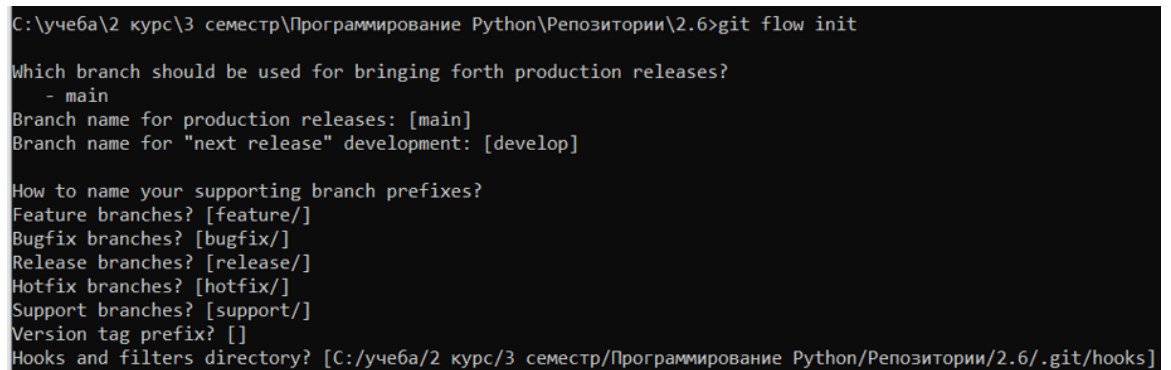 C:\учеба\2 курс\3 семестр\Программирование Python\Репозитории\2.6>git flow init
Which branch should be used for bringing forth production releases?
- main
Branch name for production releases: [main]
Branch name for "next release" development: [develop]
How to name your supporting branch prefixes?
Feature branches? [feature/]
Bugfix branches? [bugfix/]
Release branches? [release/]
Hotfix branches? [hotfix/]
Support branches? [support/]
Version tag prefix? []
Hooks and filters directory? [C:/учеба/2 курс/3 семестр/Программирование Python/Репозитории/2.6/.git/hooks]